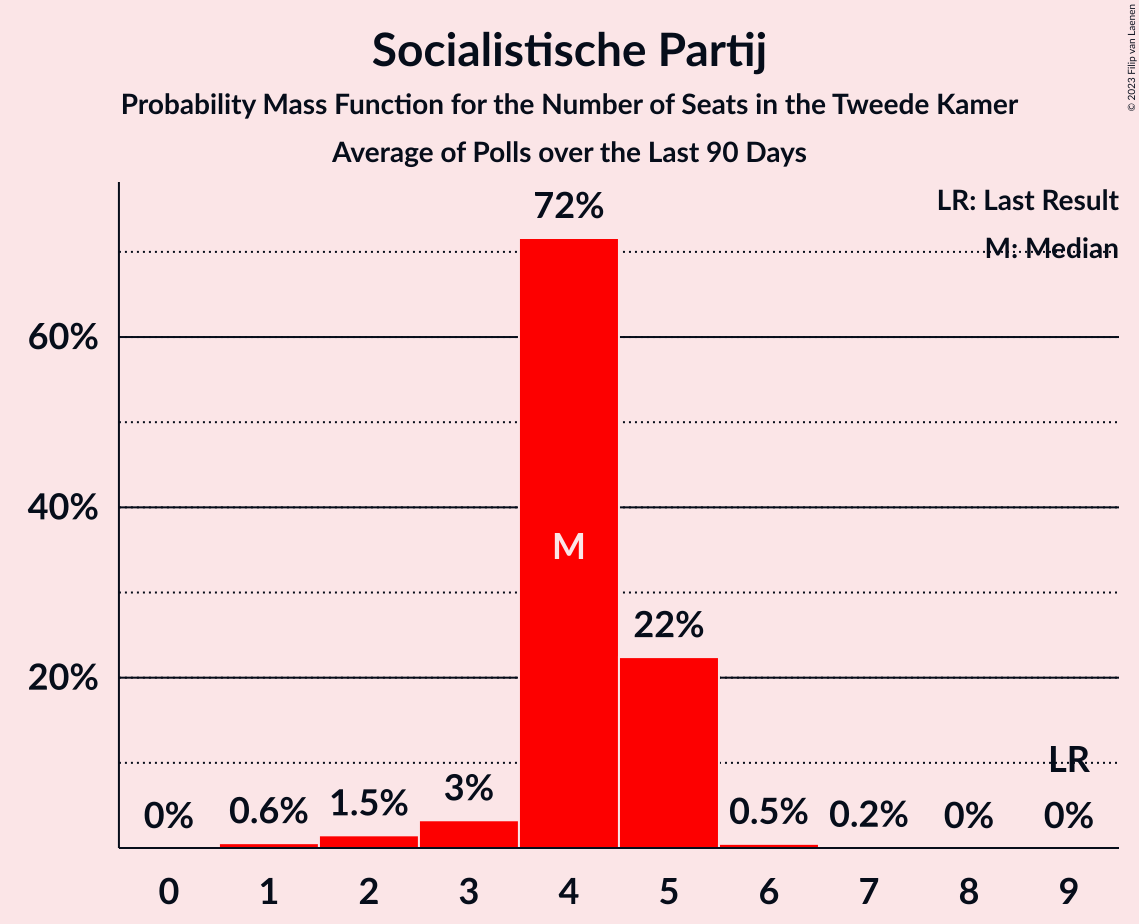 Socialistische Partij
Probability Mass Function for the Number of Seats in the Tweede Kamer
Average of Polls over the Last 90 Days
© 2023 Filip van Laenen
LR: Last Result
M: Median
72%
60%
40%
M
22%
20%
LR
0% 0.6% 1.5% 3% 0.5% 0.2% 0% 0%
0 1 2 3 4 5 6 7 8 9